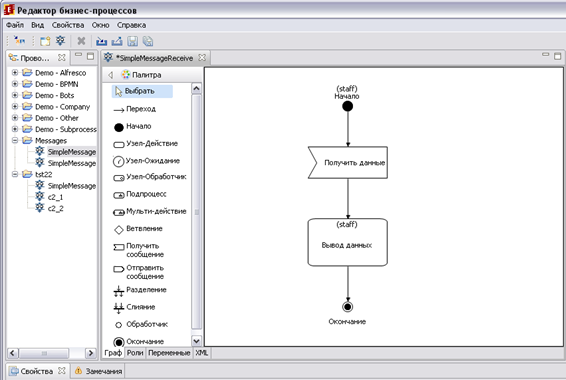 Редактор бизнес-процессов
Файл Вид Свойства Окно Справка
Прово...
Demo - Alfresco
Demo - BPMN
Demo - Bots
Demo - Company
Demo - Other
Demo - Subprocess
Messages
SimpleMessage
SimpleMessage
tst22
SimpleMessage
c2_1
c2_2
*SimpleMessageReceive
Палитра
Выбрать
Переход
Начало
Узел-Действие
Узел-Ожидание
Узел-Обработчик
Подпроцесс
Мульти-действие
Ветвление
Получить
сообщение
Отправить
сообщение
Разделение
Слияние
Обработчик
Окончание
Граф Роли Переменные XML
(staff)
Начало
Получить данные
(staff)
Вывод данных
Окончание
Свойства Замечания